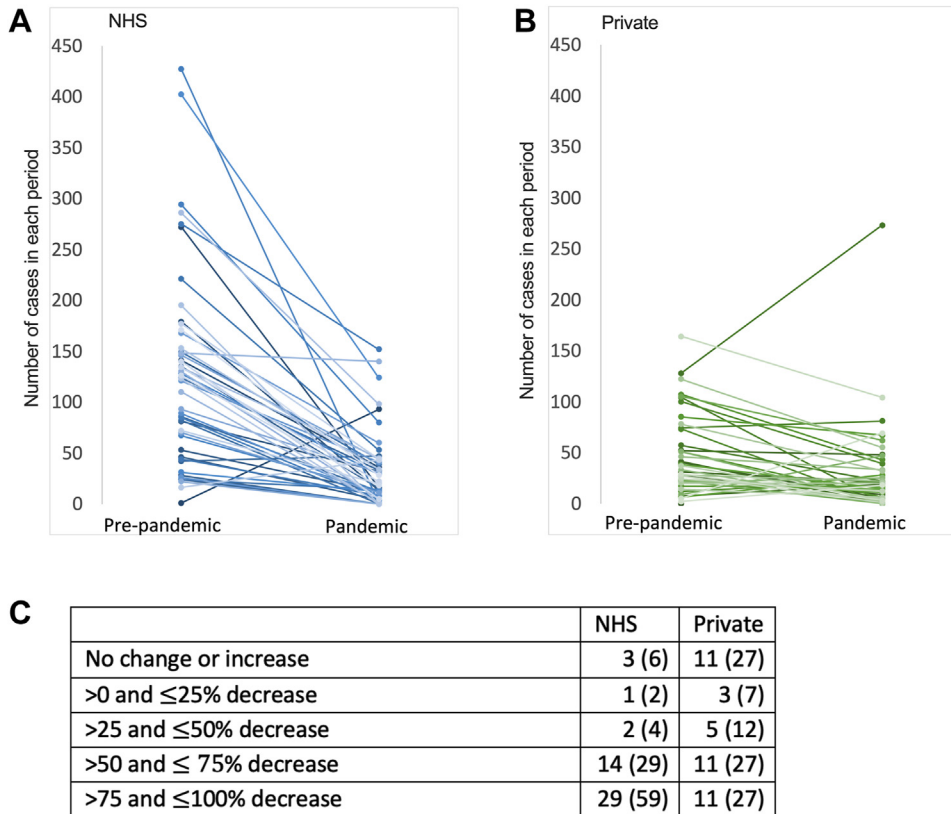 A
NHS
Number of cases in each period
450
400
350
300
250
200
150
100
50
0
Pre-pandemic Pandemic
B
Private
Number of cases in each period
450
400
350
300
250
200
150
100
50
0
Pre-pandemic Pandemic
C
NHS Private
No change or increase 3 (6) 11 (27)
>0 and ≤25% decrease 1 (2) 3 (7)
>25 and ≤50% decrease 2 (4) 5 (12)
>50 and ≤ 75% decrease 14 (29) 11 (27)
>75 and ≤100% decrease 29 (59) 11 (27)